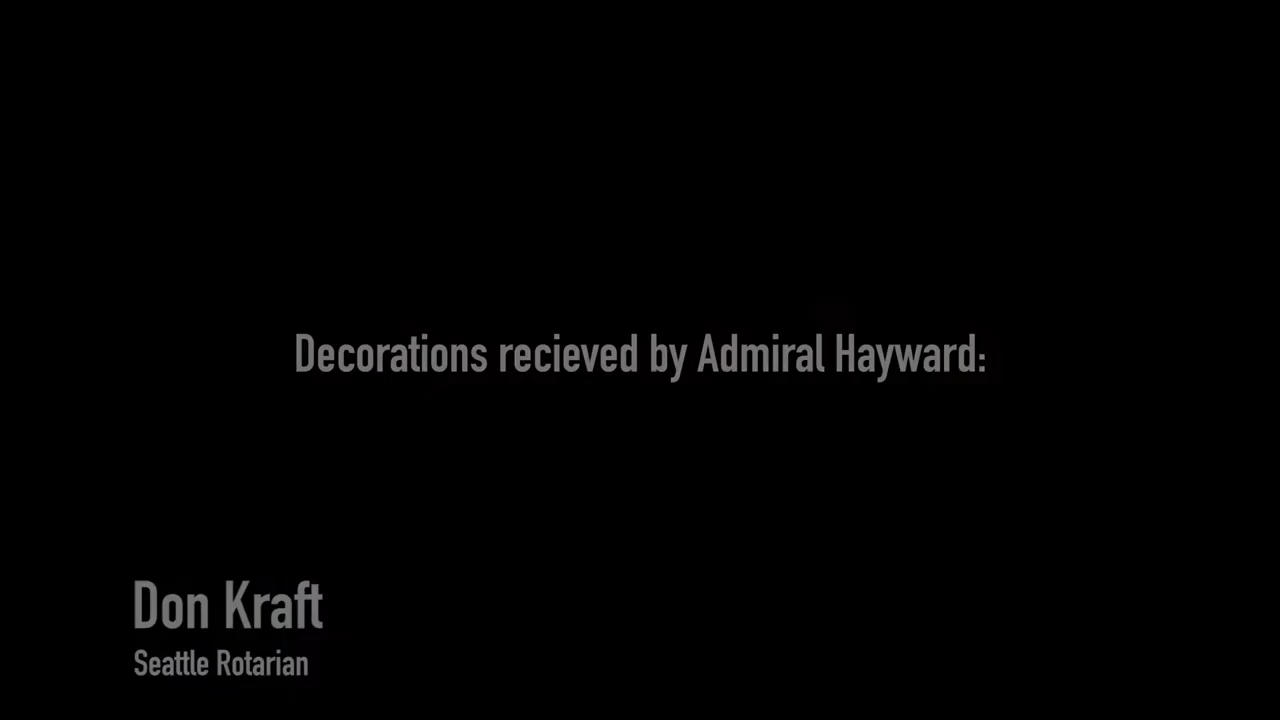 Decorations recieved by Admiral Hayward:
Don Kraft
Seattle Rotarian